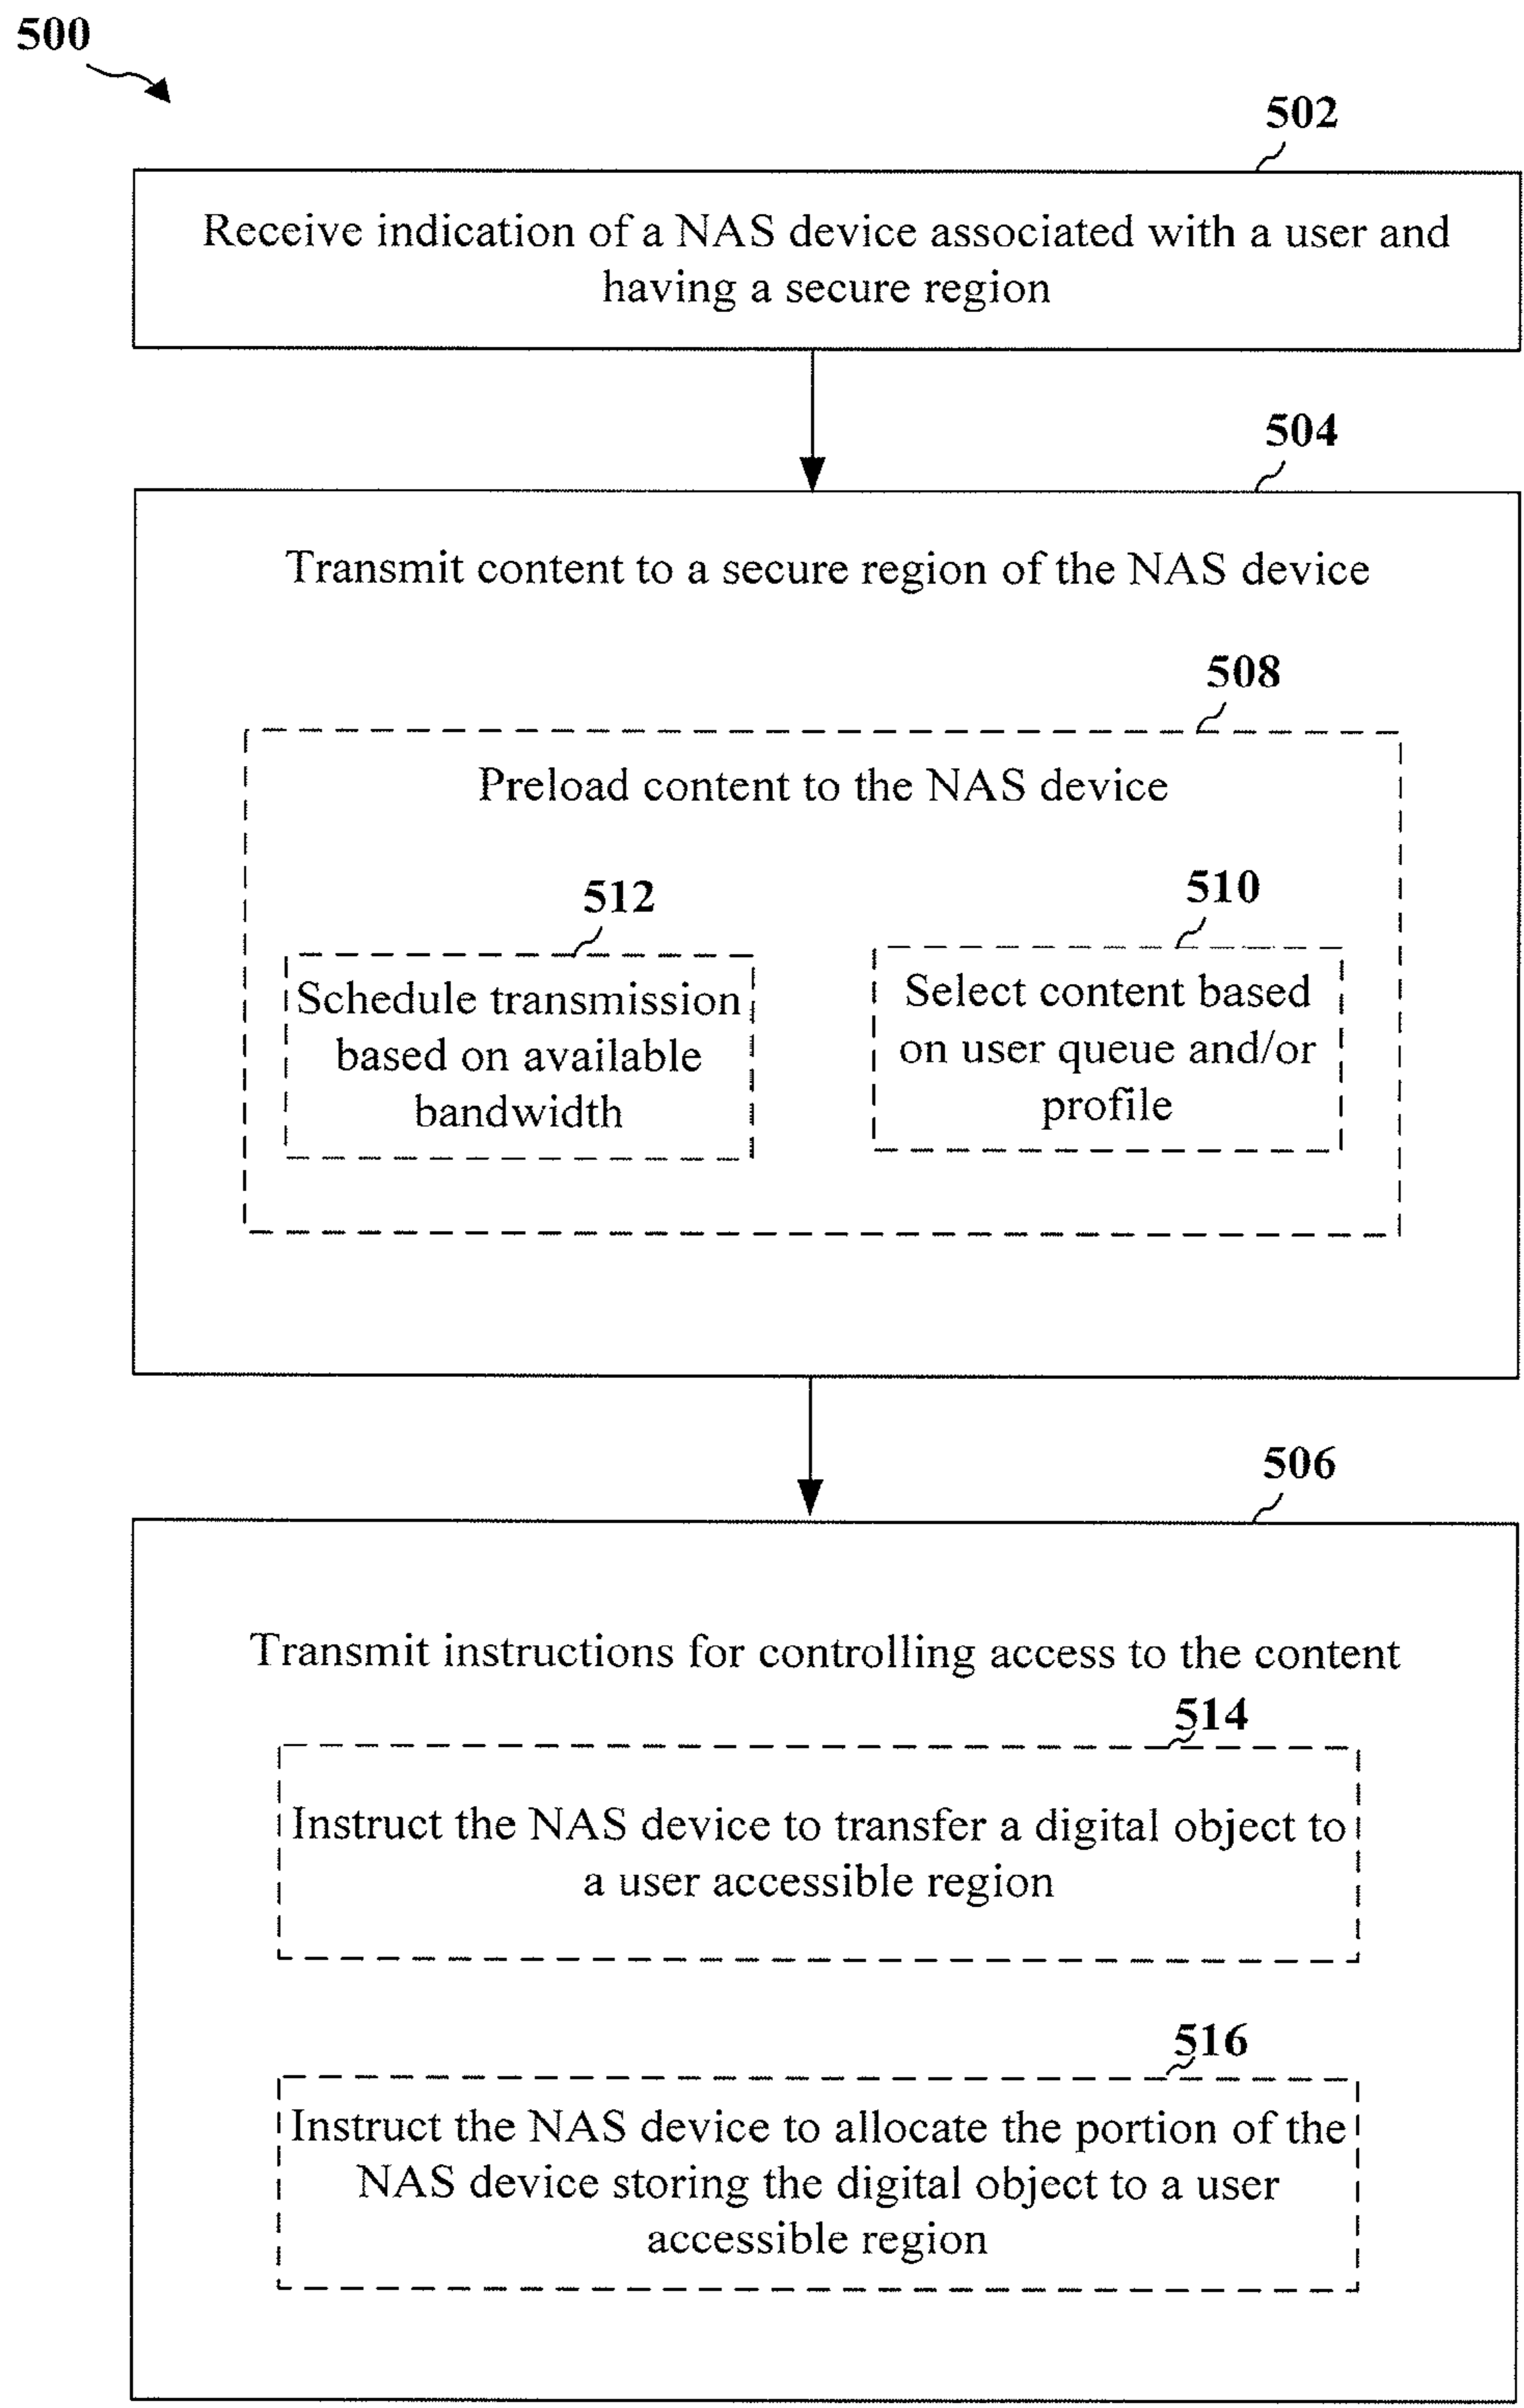 500
502
Receive indication of a NAS device associated with a user and
having a secure region
504
Transmit content to a secure region of the NAS device
508
Preload content to the NAS device
512
Schedule transmission
based on available
bandwidth
510
Select content based
on user queue and/or
profile
506
Transmit instructions for controlling access to the content
514
Instruct the NAS device to transfer a digital object to
a user accessible region
516
Instruct the NAS device to allocate the portion of the
NAS device storing the digital object to a user
accessible region